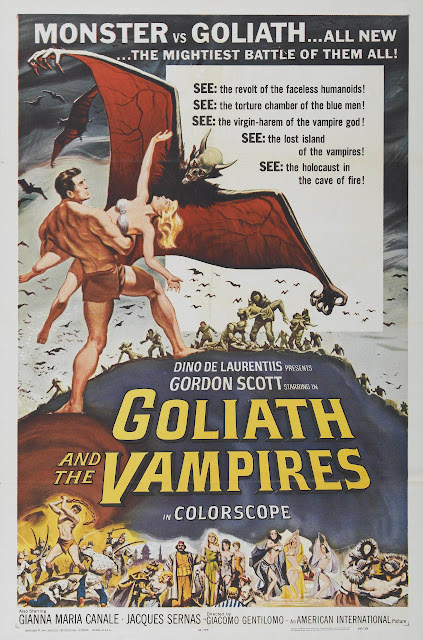 MONSTER vs GOLIATH...ALL NEW
...THE MIGHTIEST BATTLE OF THEM ALL!
SEE: the revolt of the faceless humanoids!
SEE: the torture chamber of the blue men!
SEE: the virgin-harem of the vampire god!
SEE: the lost island
of the vampires!
SEE: the holocaust in
the cave of fire!
DINO DE LAURENTIIS PRESENTS
GORDON SCOTT STARRING IN
GOLIATH
AND THE VAMPIRES
IN COLORSCOPE
Also Starring
GIANNA MARIA CANALE · JACQUES SERNAS · Directed by GIACOMO GENTILOMO · An AMERICAN INTERNATIONAL Picture